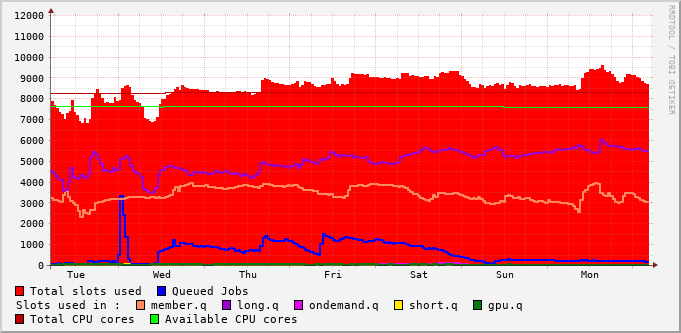 12000
11000
10000
9000
8000
7000
6000
5000
4000
3000
2000
1000
0
Tue Wed Thu Fri Sat Sun Mon
RRDTOOL / TOBI OETIKER
Total slots used Queued Jobs
Slots used in : member.q long.q ondemand.q short.q gpu.q
Total CPU cores Available CPU cores